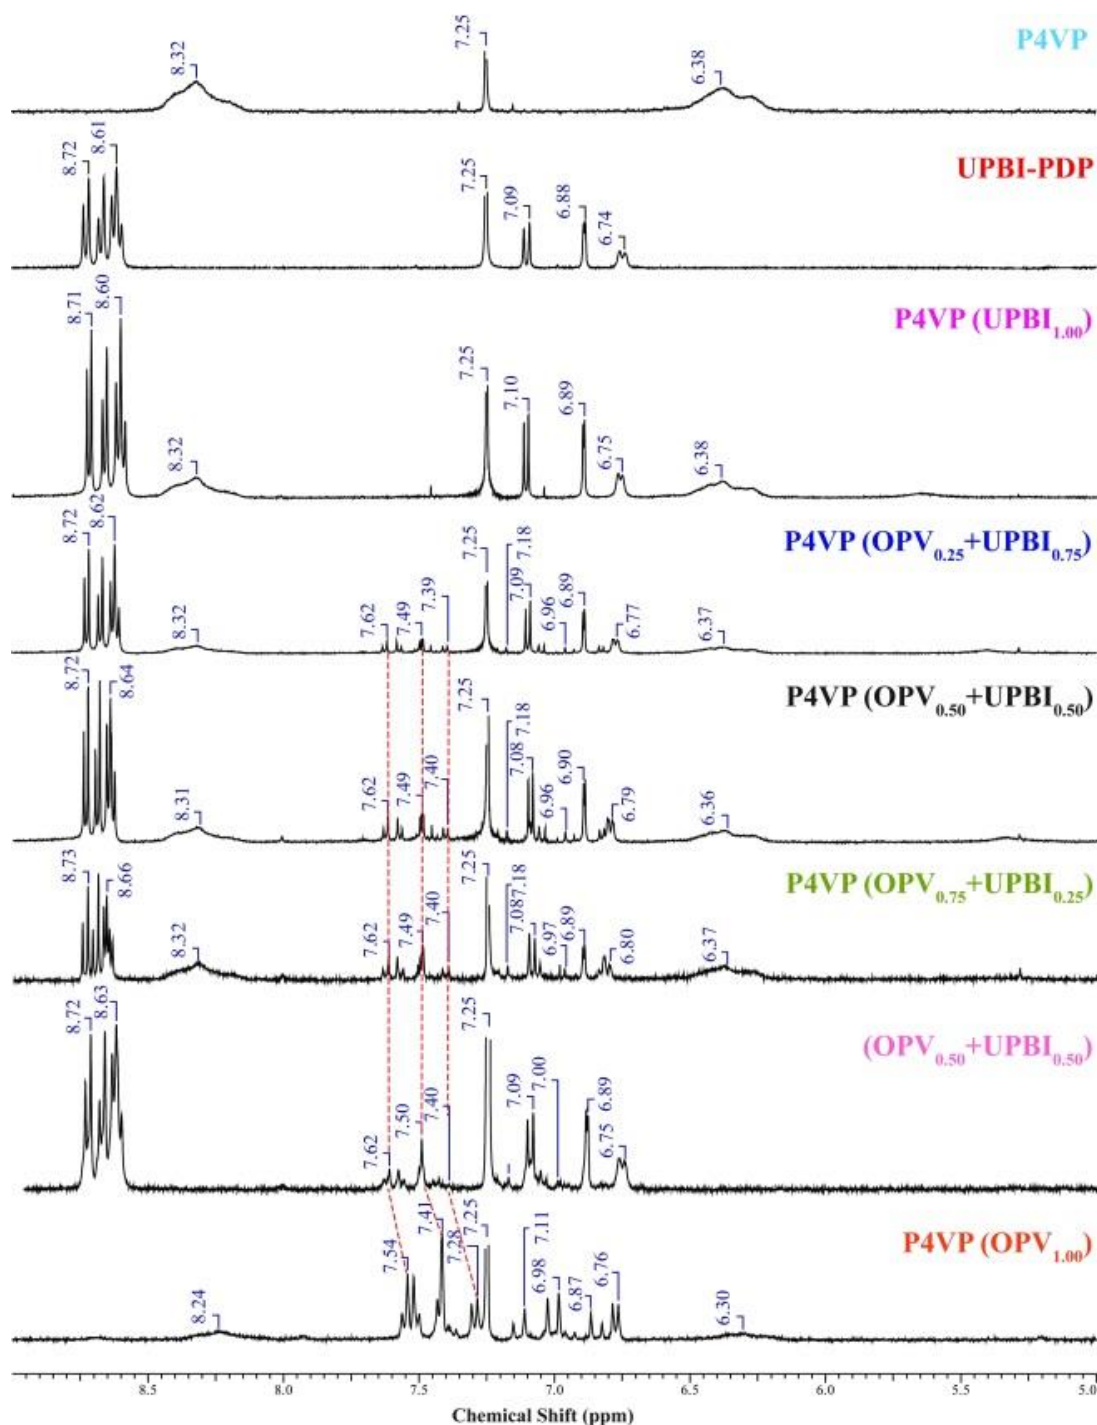 P4VP
8.32 7.25 6.38
UPBI-PDP
8.72 8.61 7.25 7.09 6.88 6.74
P4VP (UPBI1.00)
8.71 8.60 8.32 7.25 7.10 6.89 6.75 6.38
P4VP (OPV0.25+UPBI0.75)
8.72 8.62 8.32 7.62 7.49 7.39 7.25 7.18 7.09 6.96 6.89 6.77 6.37
P4VP (OPV0.50+UPBI0.50)
8.72 8.64 8.31 7.62 7.49 7.40 7.25 7.18 7.08 6.96 6.90 6.79 6.36
P4VP (OPV0.75+UPBI0.25)
8.73 8.66 8.32 7.62 7.49 7.40 7.25 7.18 7.08 6.97 6.89 6.80 6.37
(OPV0.50+UPBI0.50)
8.72 8.63 7.62 7.50 7.40 7.25 7.09 7.00 6.89 6.75
P4VP (OPV1.00)
8.24 7.54 7.41 7.28 7.25 7.11 6.98 6.87 6.76 6.30
8.5 8.0 7.5 7.0 6.5 6.0 5.5 5.0
Chemical Shift (ppm)